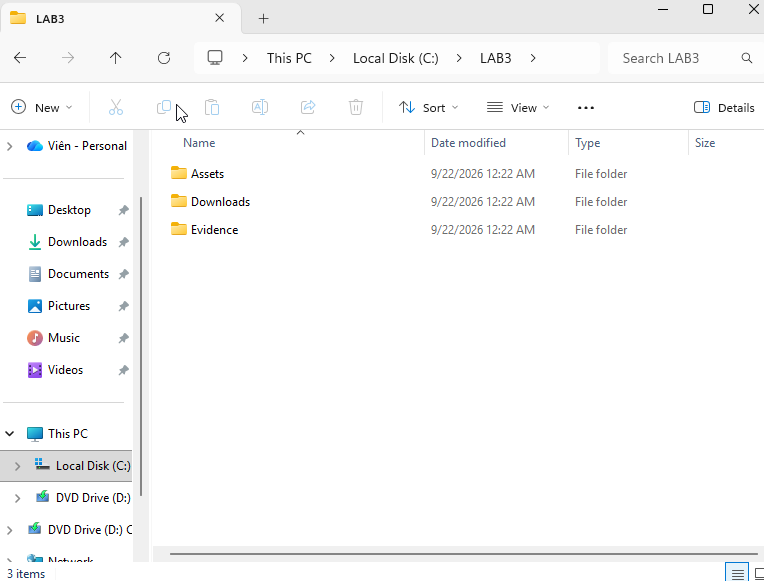 LAB3
This PC
Local Disk (C:)
LAB3
Search LAB3
New
Sort
View
Details
Name
Date modified
Type
Size
Viên - Personal
Desktop
Downloads
Documents
Pictures
Music
Videos
This PC
Local Disk (C:)
DVD Drive (D:)
DVD Drive (D:) C
Network
Assets 9/22/2026 12:22 AM File folder
Downloads 9/22/2026 12:22 AM File folder
Evidence 9/22/2026 12:22 AM File folder
3 items